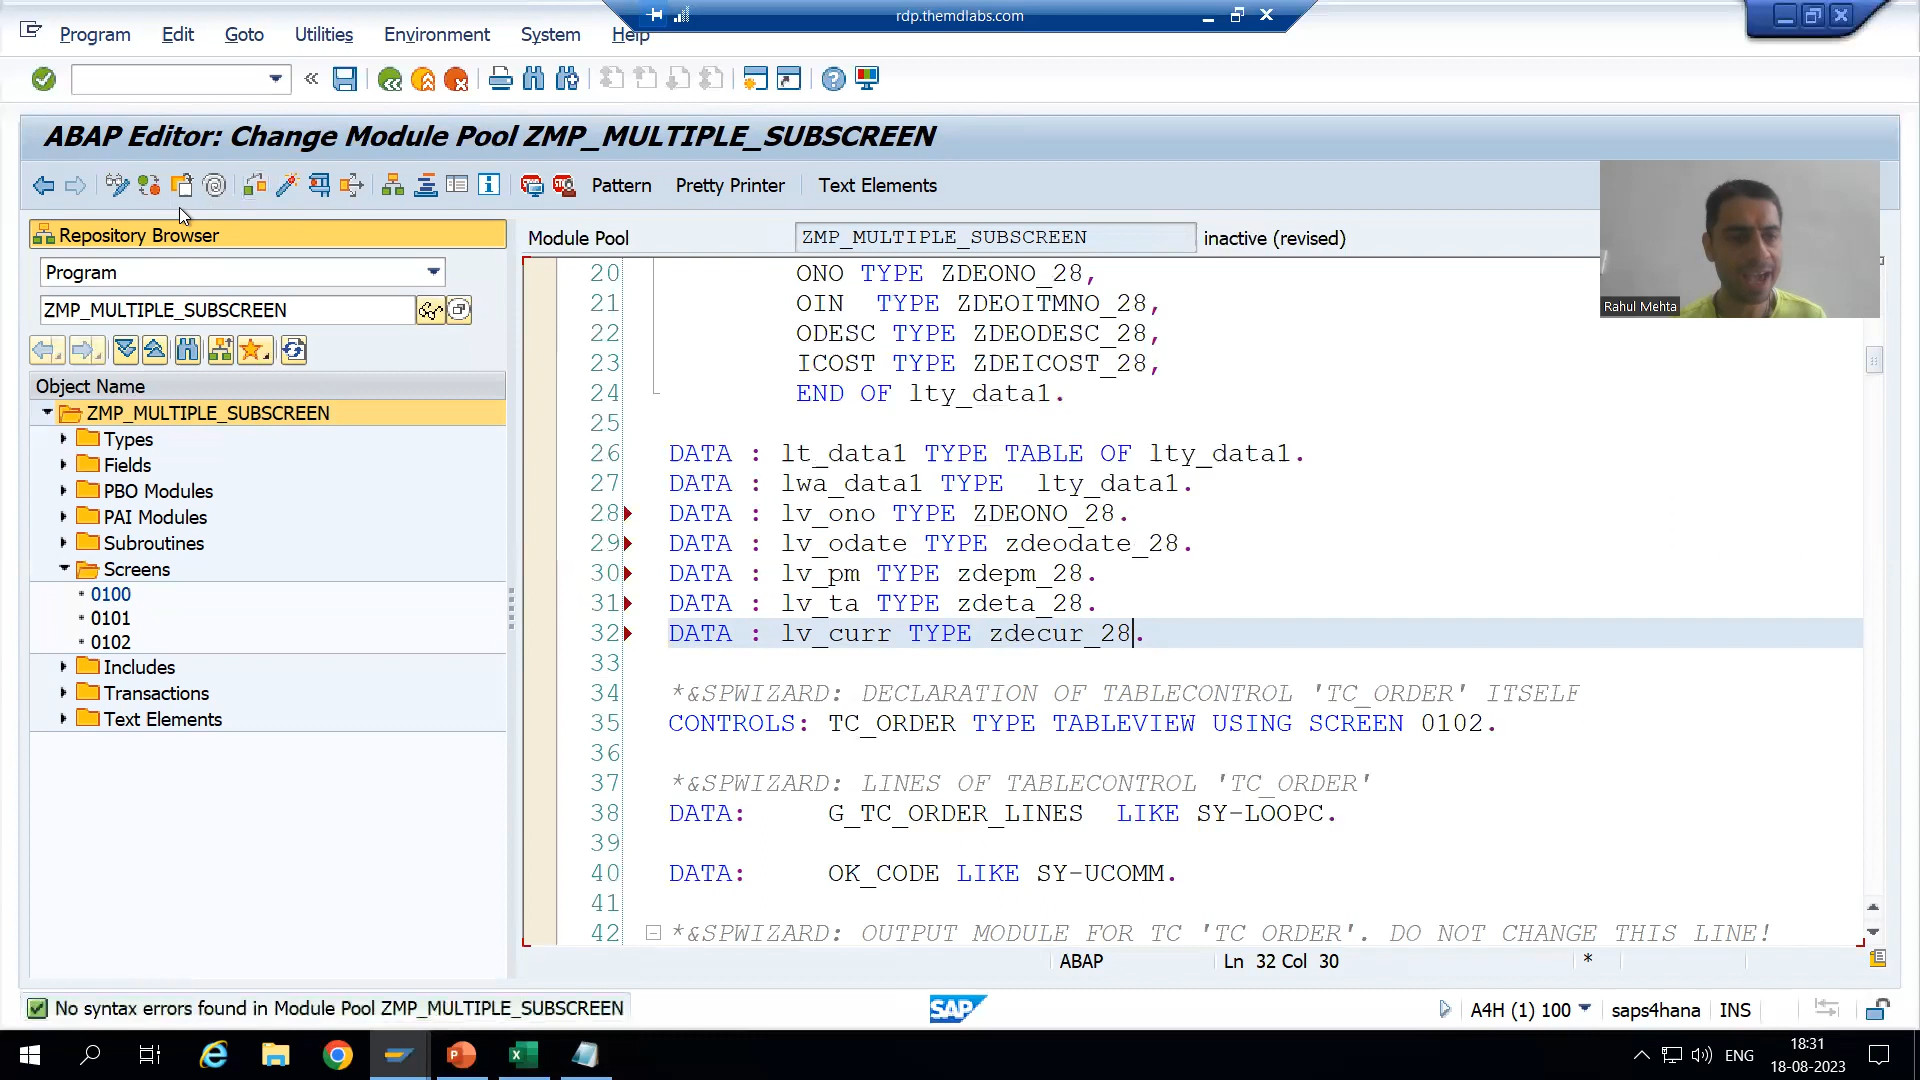 rdp.themdlabs.com
Program Edit Goto Utilities Environment System Help
ABAP Editor: Change Module Pool ZMP_MULTIPLE_SUBSCREEN
Pattern Pretty Printer Text Elements
Repository Browser
Program
ZMP_MULTIPLE_SUBSCREEN
Object Name
ZMP_MULTIPLE_SUBSCREEN
Types
Fields
PBO Modules
PAI Modules
Subroutines
Screens
0100
0101
0102
Includes
Transactions
Text Elements
Module Pool ZMP_MULTIPLE_SUBSCREEN inactive (revised)
Rahul Mehta
20 ONO TYPE ZDEONO_28,
21 OIN TYPE ZDEOITMNO_28,
22 ODESC TYPE ZDEODESC_28,
23 ICOST TYPE ZDEICOST_28,
24 END OF lty_data1.
25
26 DATA : lt_data1 TYPE TABLE OF lty_data1.
27 DATA : lwa_data1 TYPE lty_data1.
28 DATA : lv_ono TYPE ZDEONO_28.
29 DATA : lv_odate TYPE zdeodate_28.
30 DATA : lv_pm TYPE zdepm_28.
31 DATA : lv_ta TYPE zdeta_28.
32 DATA : lv_curr TYPE zdecur_28.
33
34 *&SPWIZARD: DECLARATION OF TABLECONTROL 'TC_ORDER' ITSELF
35 CONTROLS: TC_ORDER TYPE TABLEVIEW USING SCREEN 0102.
36
37 *&SPWIZARD: LINES OF TABLECONTROL 'TC_ORDER'
38 DATA: G_TC_ORDER_LINES LIKE SY-LOOPC.
39
40 DATA: OK_CODE LIKE SY-UCOMM.
41
42 *&SPWIZARD: OUTPUT MODULE FOR TC 'TC_ORDER'. DO NOT CHANGE THIS LINE!
ABAP Ln 32 Col 30 *
No syntax errors found in Module Pool ZMP_MULTIPLE_SUBSCREEN
SAP
A4H (1) 100 saps4hana INS
ENG
18:31
18-08-2023